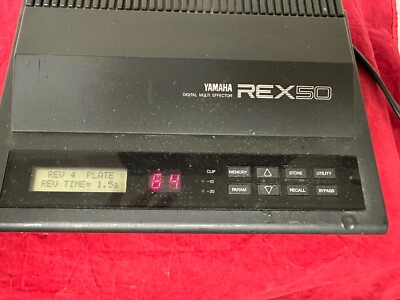 YAMAHA
DIGITAL MULTI EFFECTOR
REX50
REV 4 PLATE
REV TIME= 1.5s
64
CLIP
-10
-20
MEMORY
STORE
UTILITY
PARAM
RECALL
BYPASS